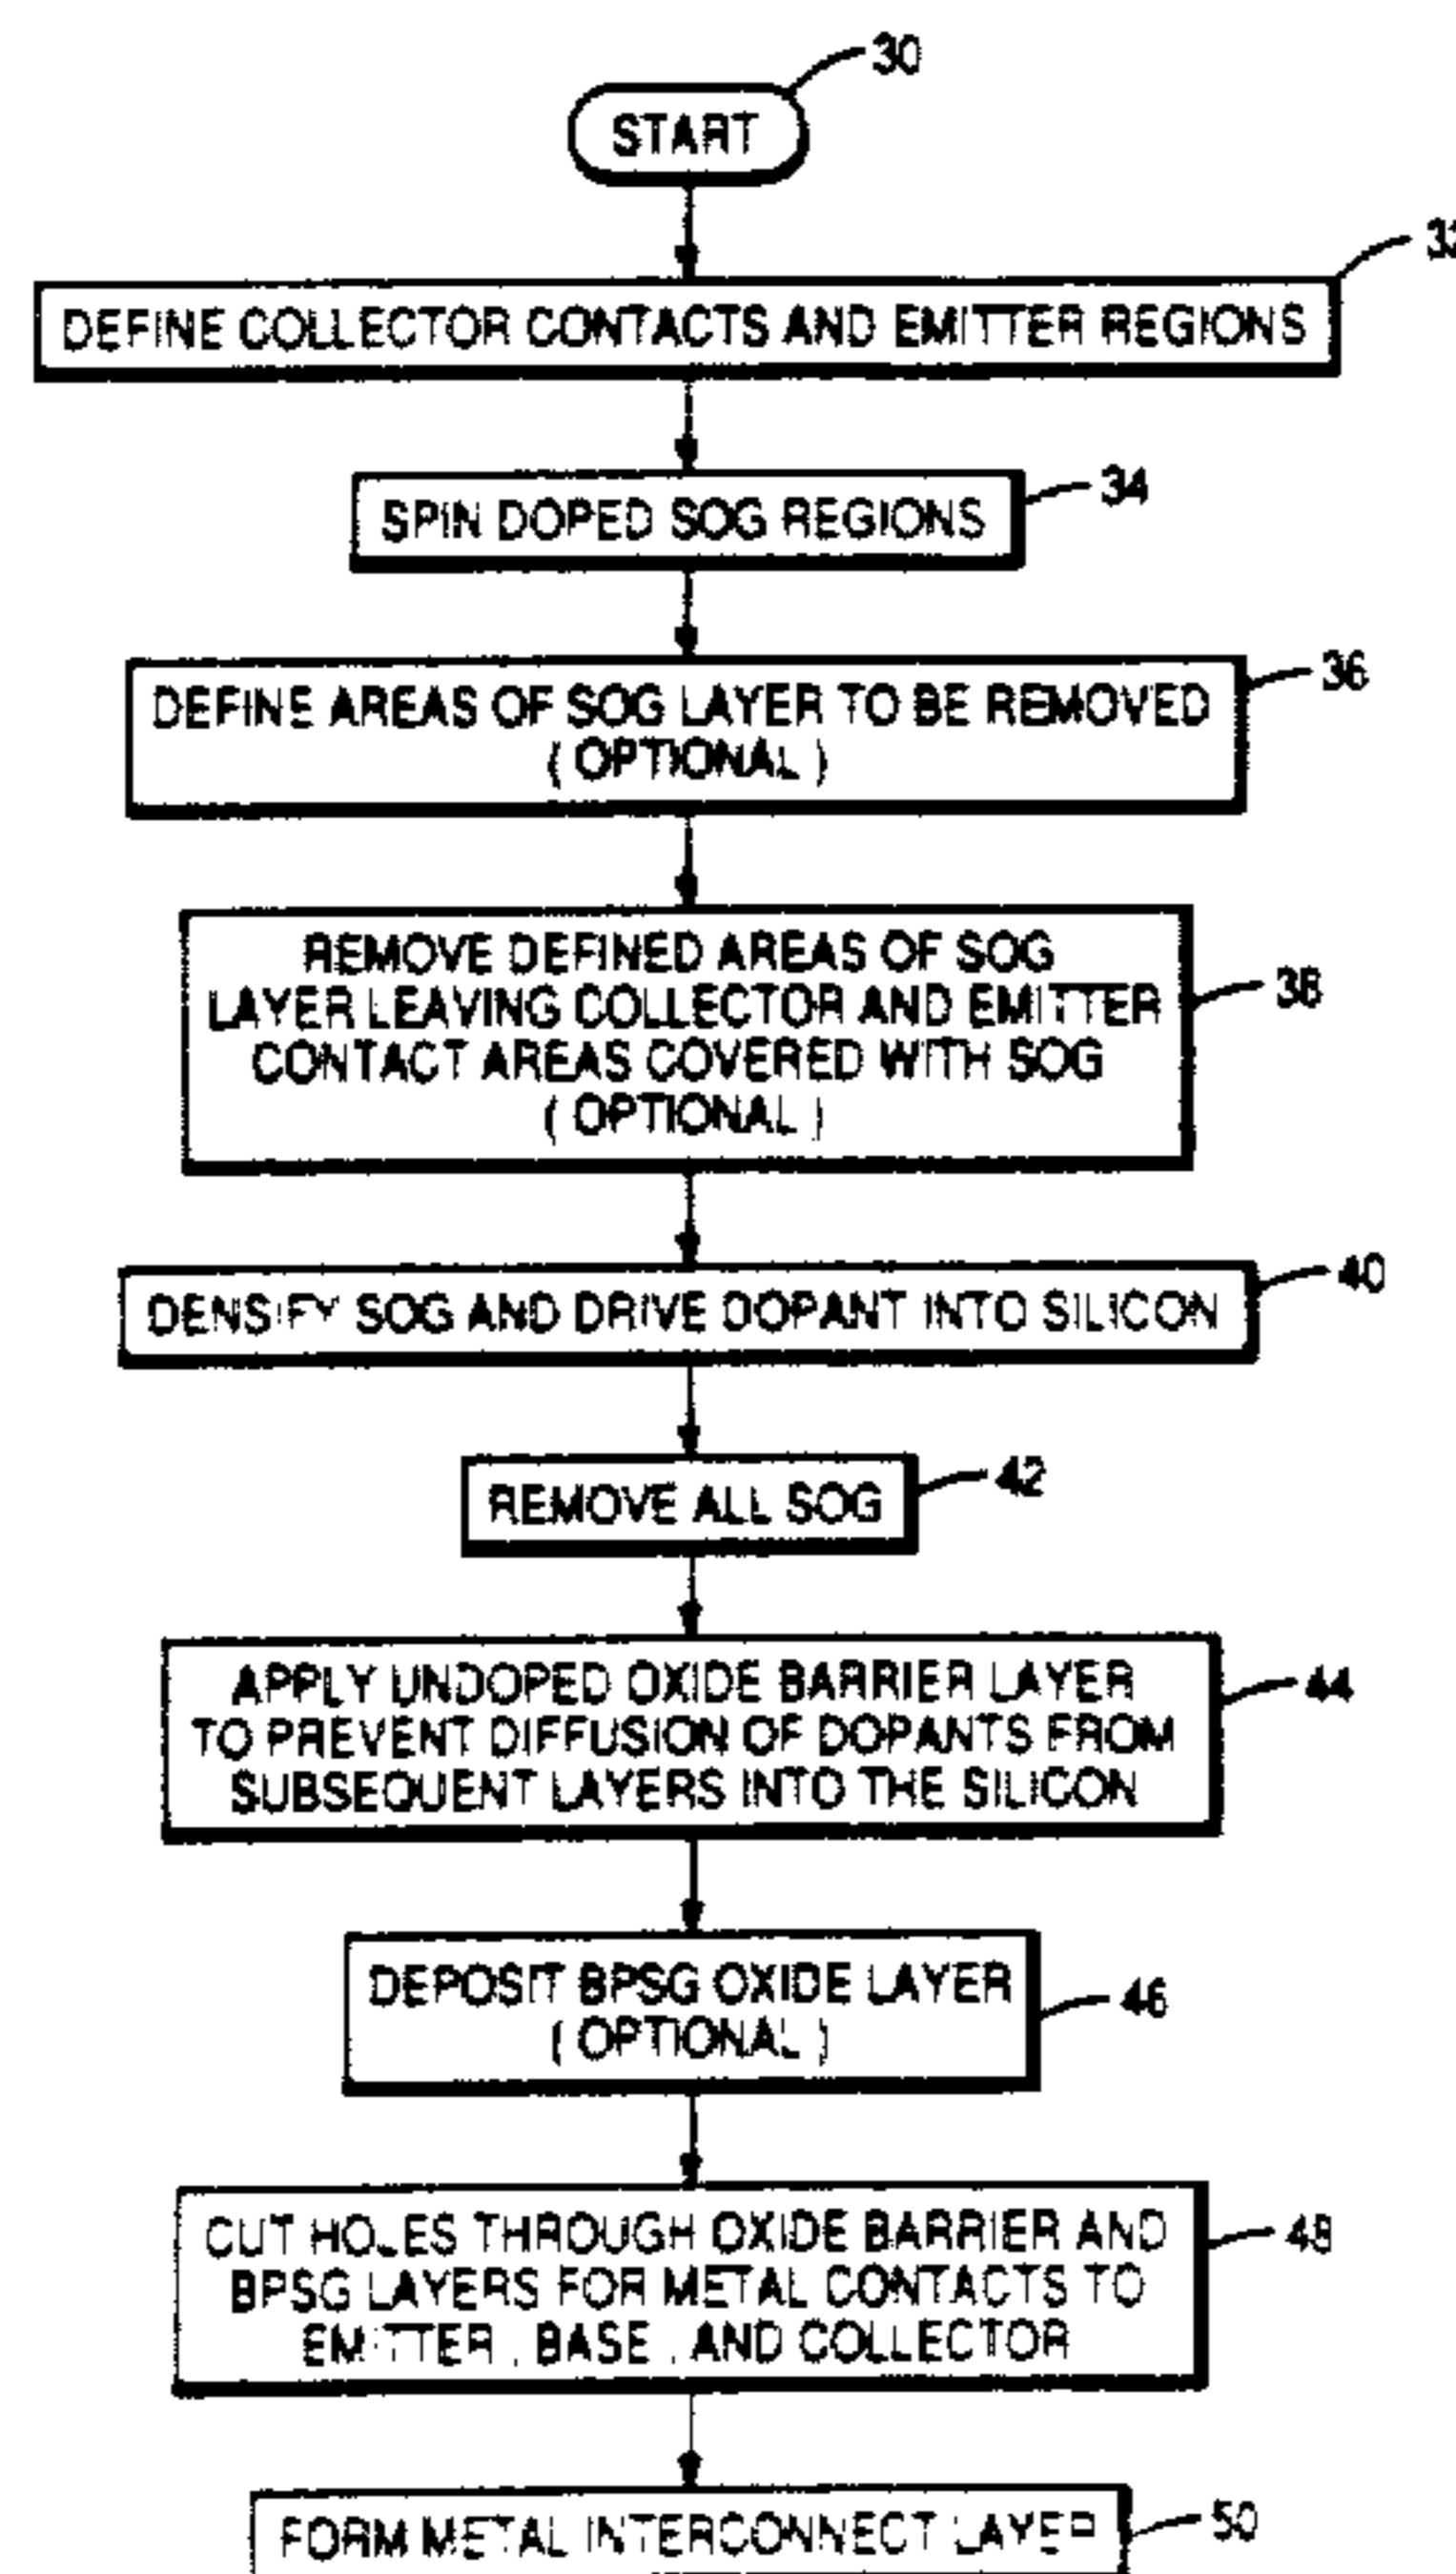 30
START
DEFINE COLLECTOR CONTACTS AND EMITTER REGIONS
34
SPIN DOPED SOG REGIONS
36
DEFINE AREAS OF SOG LAYER TO BE REMOVED
( OPTIONAL )
38
REMOVE DEFINED AREAS OF SOG
LAYER LEAVING COLLECTOR AND EMITTER
CONTACT AREAS COVERED WITH SOG
( OPTIONAL )
40
DENSIFY SOG AND DRIVE DOPANT INTO SILICON
42
REMOVE ALL SOG
44
APPLY UNDOPED OXIDE BARRIER LAYER
TO PREVENT DIFFUSION OF DOPANTS FROM
SUBSEQUENT LAYERS INTO THE SILICON
46
DEPOSIT BPSG OXIDE LAYER
( OPTIONAL )
48
CUT HOLES THROUGH OXIDE BARRIER AND
BPSG LAYERS FOR METAL CONTACTS TO
EMITTER , BASE , AND COLLECTOR
50
FORM METAL INTERCONNECT LAYER